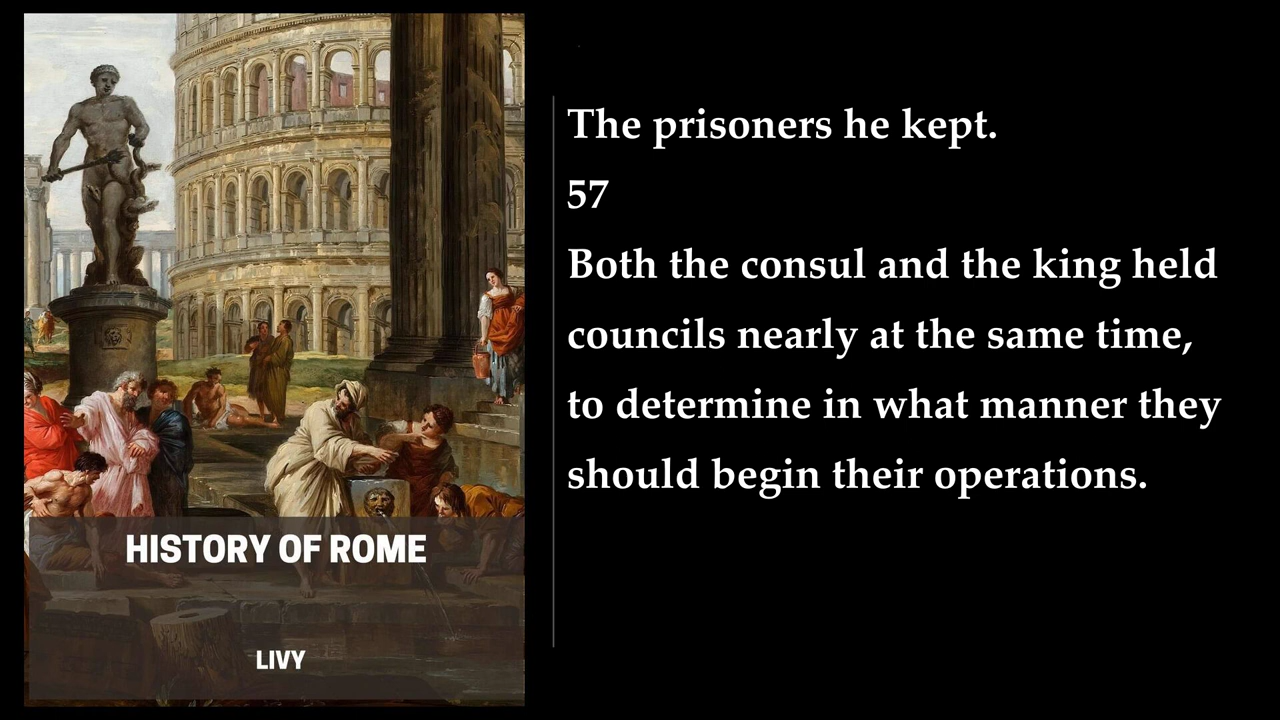 The prisoners he kept.
57
Both the consul and the king held
councils nearly at the same time,
to determine in what manner they
should begin their operations.
HISTORY OF ROME
LIVY